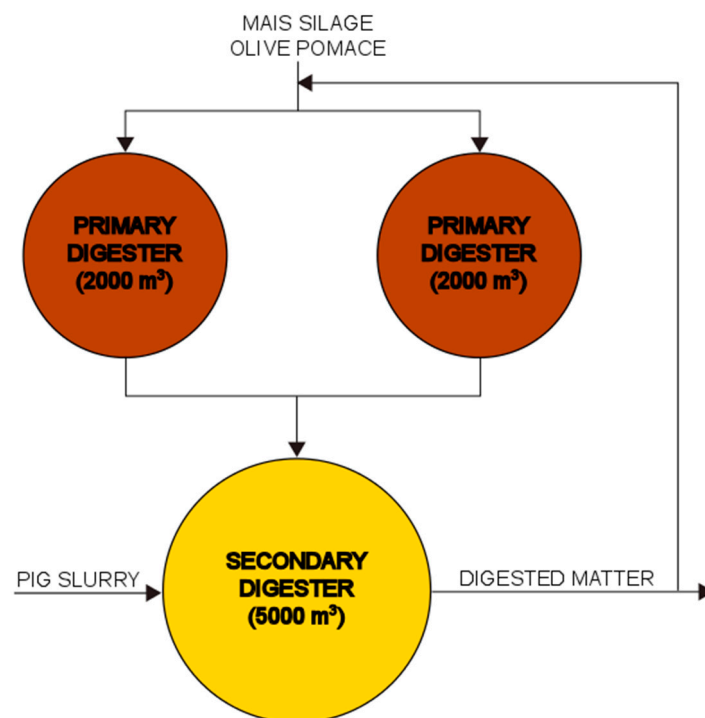 MAIS SILAGE
OLIVE POMACE
PRIMARY
DIGESTER
(2000 m³)
PRIMARY
DIGESTER
(2000 m³)
SECONDARY
DIGESTER
(5000 m³)
PIG SLURRY
DIGESTED MATTER